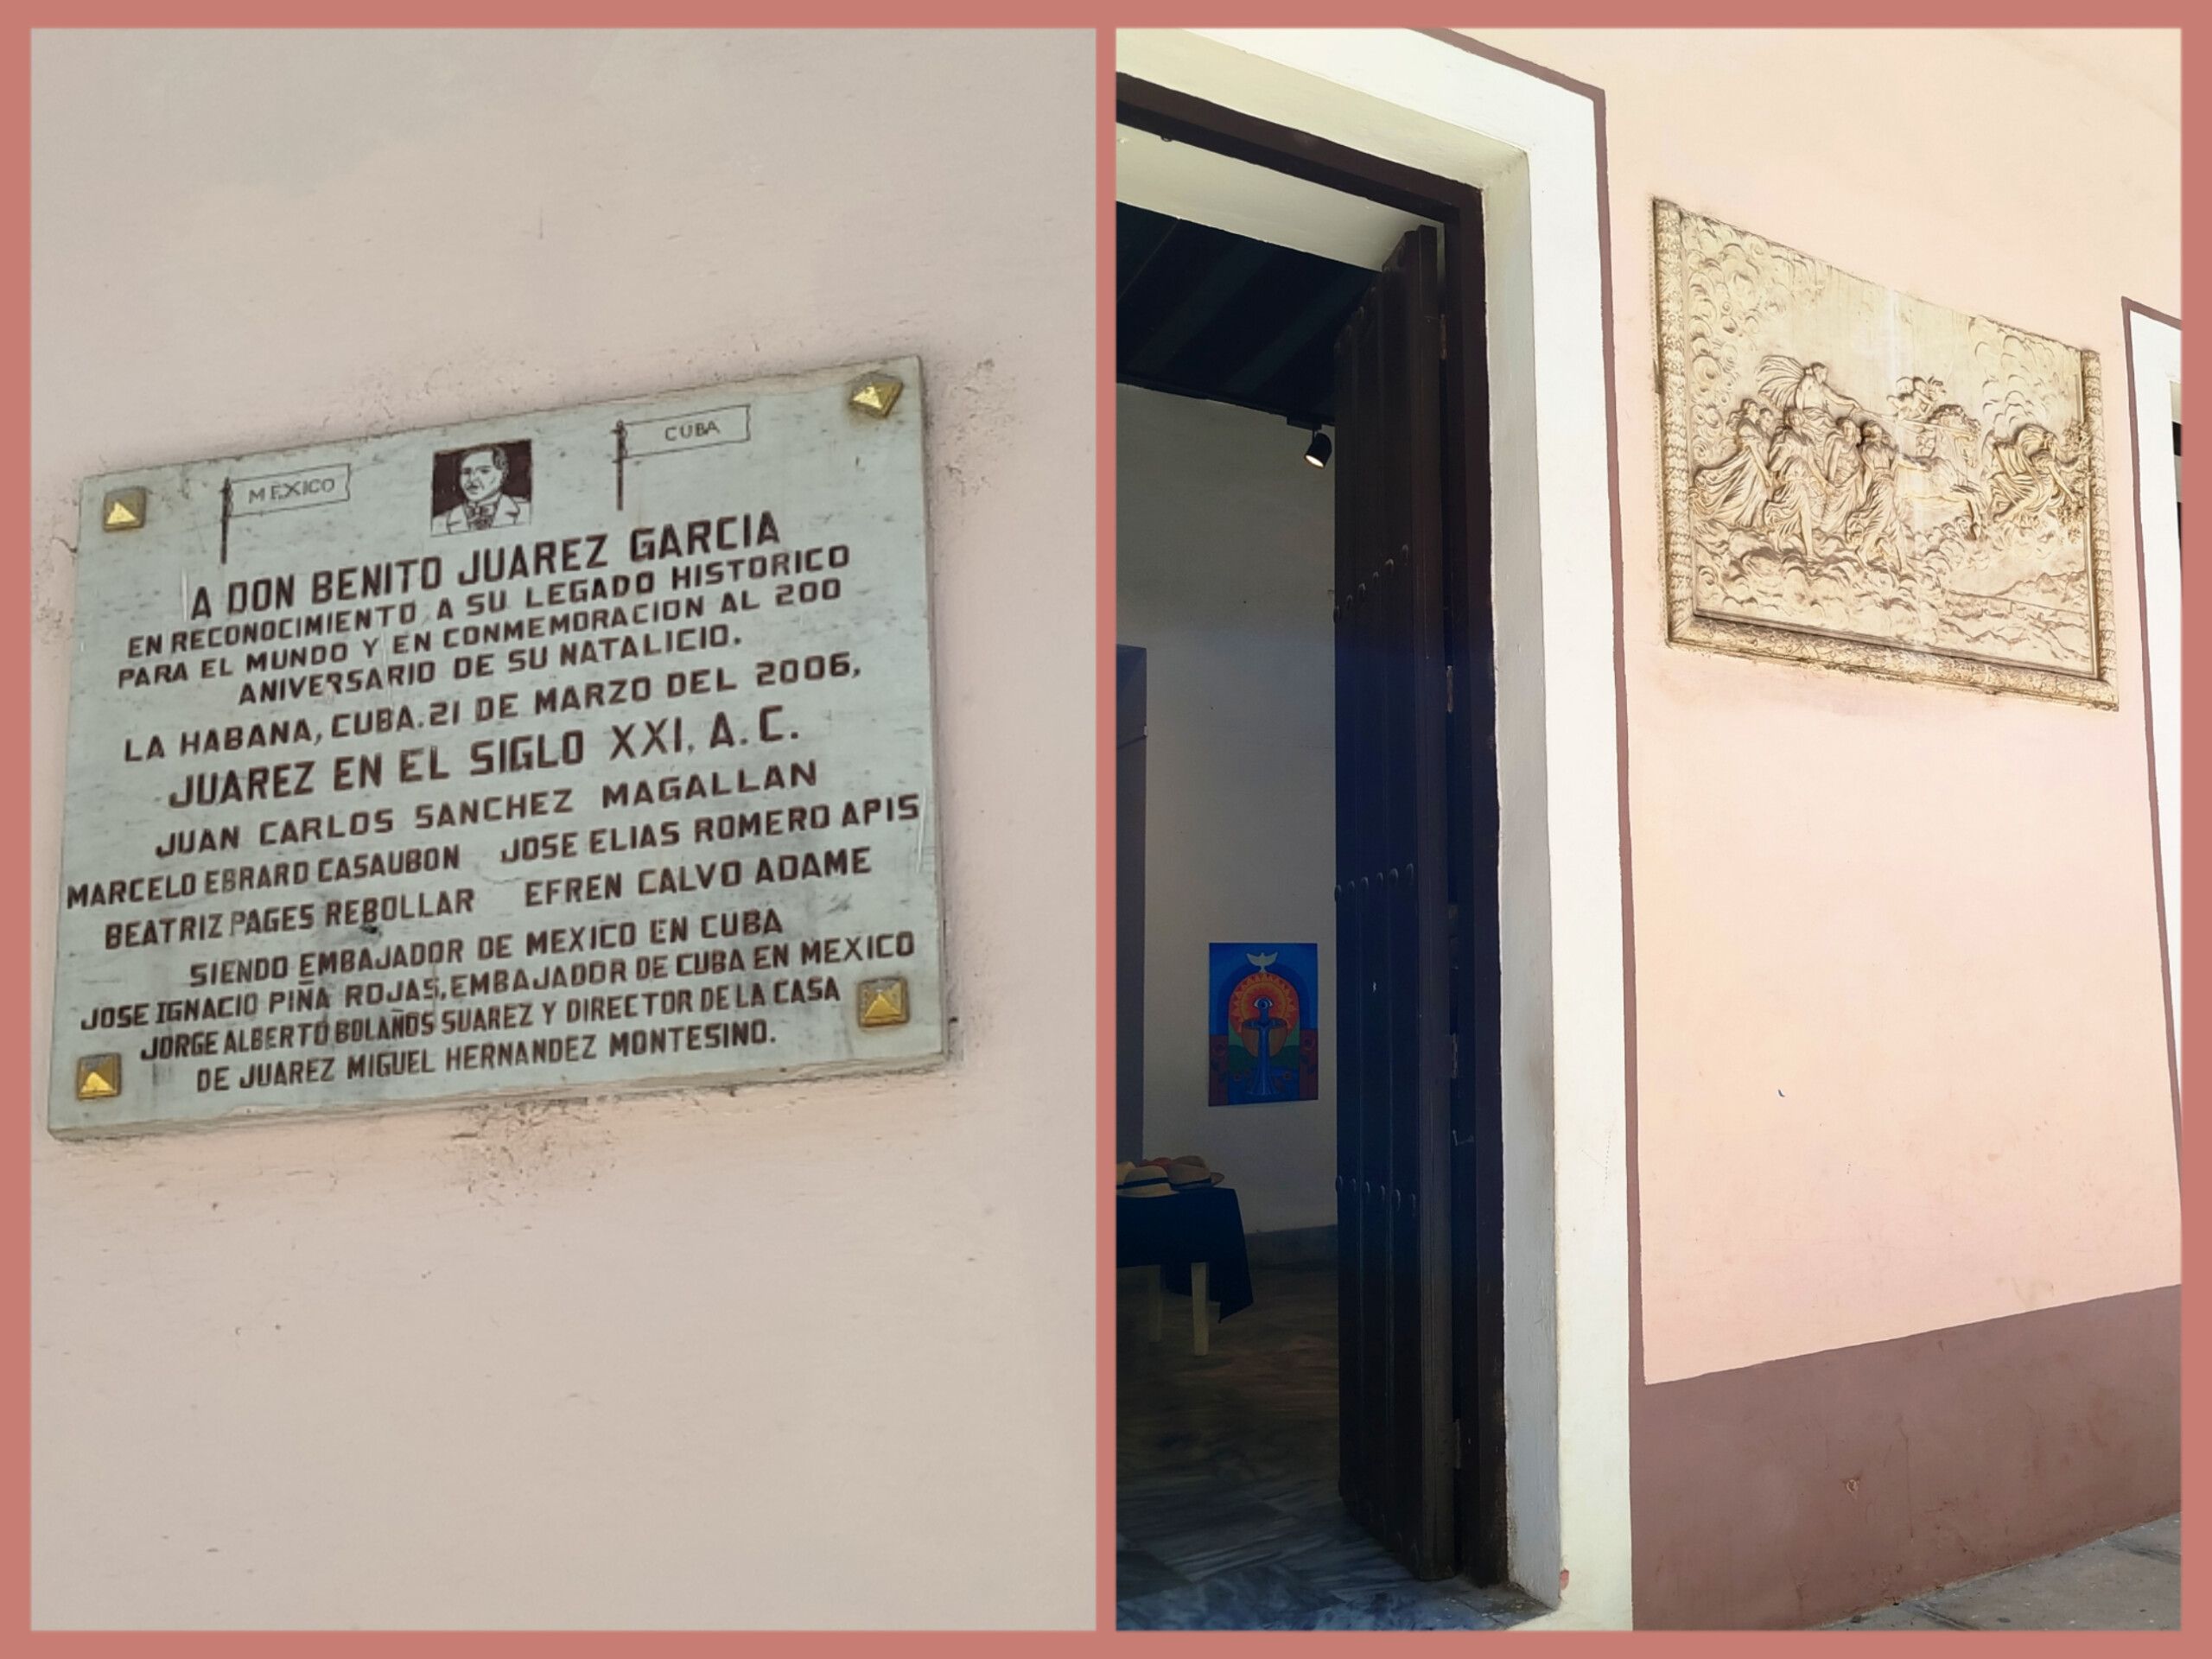 MEXICO
CUBA
A DON BENITO JUAREZ GARCIA
EN RECONOCIMIENTO A SU LEGADO HISTORICO
PARA EL MUNDO Y EN CONMEMORACION AL 200
ANIVERSARIO DE SU NATALICIO.
LA HABANA, CUBA. 21 DE MARZO DEL 2006,
JUAREZ EN EL SIGLO XXI, A.C.
JUAN CARLOS SANCHEZ MAGALLAN
MARCELO EBRARD CASAUBON JOSE ELIAS ROMERO APIS
BEATRIZ PAGES REBOLLAR EFREN CALVO ADAME
SIENDO EMBAJADOR DE MEXICO EN CUBA
JOSE IGNACIO PIÑA ROJAS, EMBAJADOR DE CUBA EN MEXICO
JORGE ALBERTO BOLAÑOS SUAREZ Y DIRECTOR DE LA CASA
DE JUAREZ MIGUEL HERNANDEZ MONTESINO.